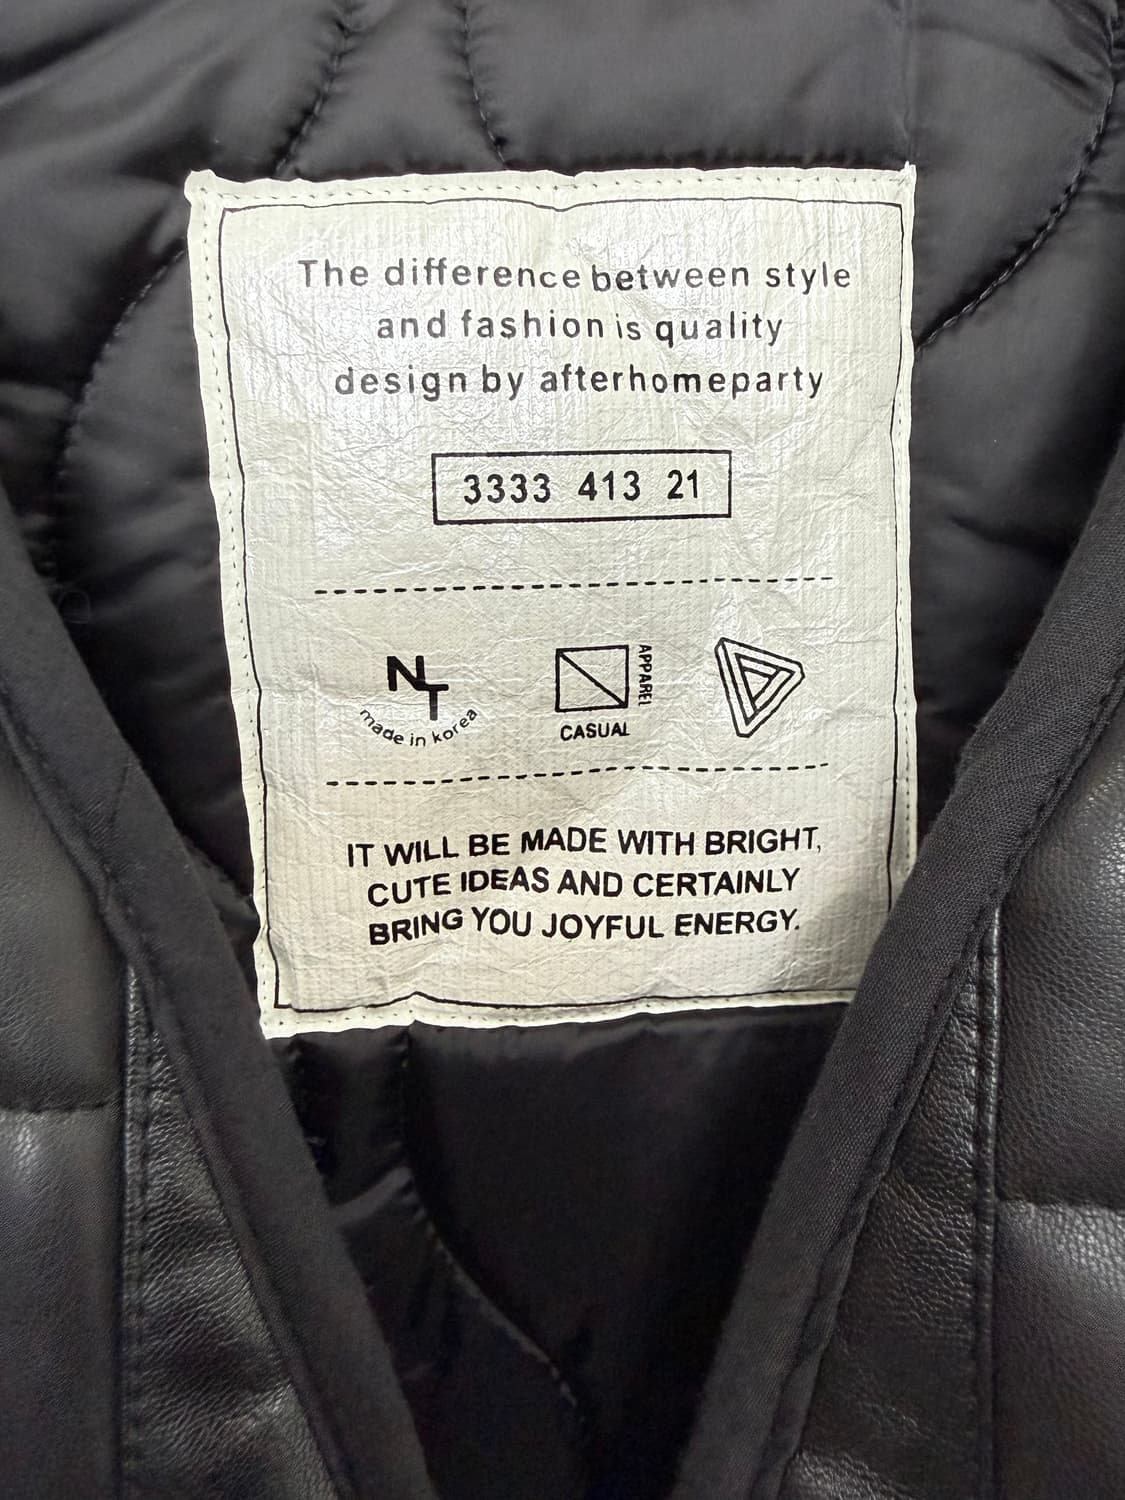 The difference between style
and fashion is quality
design by afterhomeparty
3333 413 21
NT
made in korea
APPAREL
CASUAL
IT WILL BE MADE WITH BRIGHT,
CUTE IDEAS AND CERTAINLY
BRING YOU JOYFUL ENERGY.